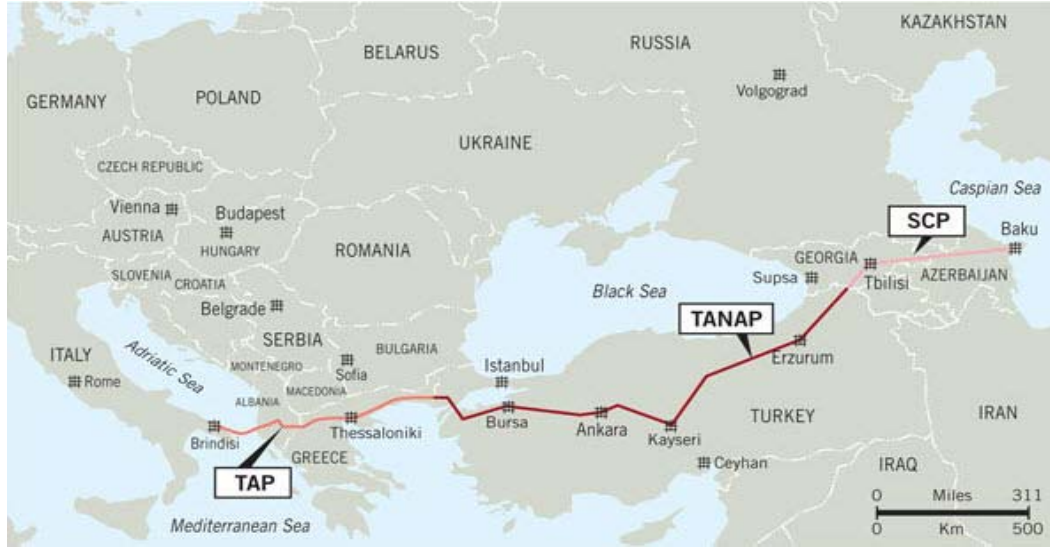 KAZAKHSTAN
RUSSIA
BELARUS
Volgograd
GERMANY
POLAND
UKRAINE
CZECH REPUBLIC
Caspian Sea
Vienna
Budapest
SCP
Baku
AUSTRIA
HUNGARY
ROMANIA
GEORGIA
SLOVENIA
CROATIA
Supsa
Tbilisi
AZERBAIJAN
Black Sea
Belgrade
TANAP
SERBIA
Erzurum
ITALY
Adriatic Sea
BULGARIA
MONTENEGRO
Sofia
Istanbul
Rome
MACEDONIA
ALBANIA
TURKEY
IRAN
Bursa
Ankara
Kayseri
Brindisi
Thessaloniki
GREECE
Ceyhan
IRAQ
TAP
0 Miles 311
Mediterranean Sea
0 Km 500